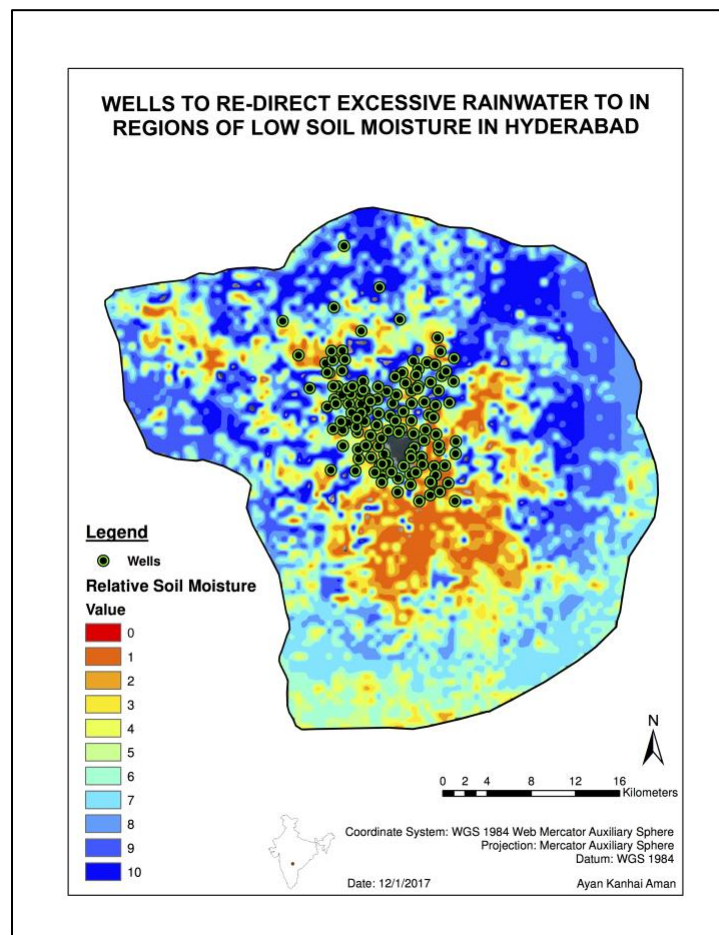 WELLS TO RE-DIRECT EXCESSIVE RAINWATER TO IN
REGIONS OF LOW SOIL MOISTURE IN HYDERABAD
Legend
Wells
Relative Soil Moisture
Value
0
1
2
3
4
5
6
7
8
9
10
N
0 2 4 8 12 16
Kilometers
Coordinate System: WGS 1984 Web Mercator Auxiliary Sphere
Projection: Mercator Auxiliary Sphere
Datum: WGS 1984
Date: 12/1/2017 Ayan Kanhai Aman